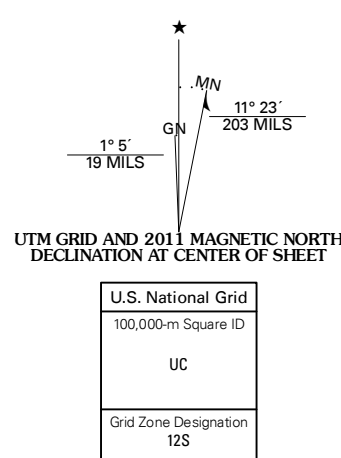 ★
MN
GN
11° 23´
203 MILS
1° 5´
19 MILS
UTM GRID AND 2011 MAGNETIC NORTH
DECLINATION AT CENTER OF SHEET
U.S. National Grid
100,000-m Square ID
UC
Grid Zone Designation
12S